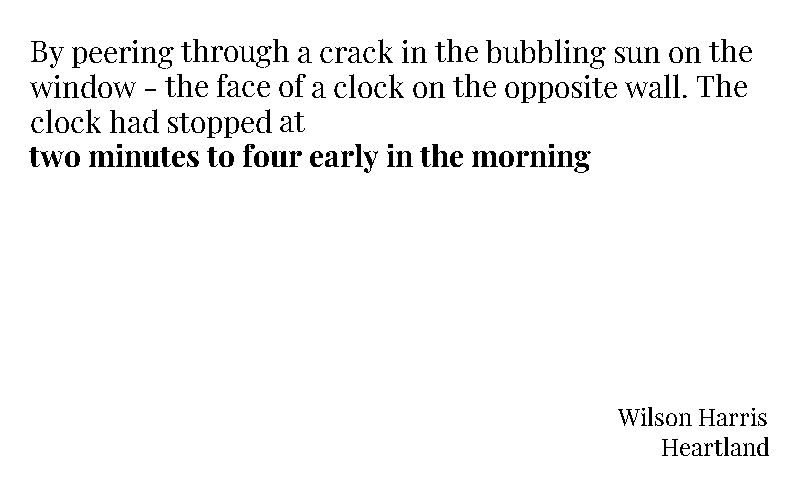 By peering through a crack in the bubbling sun on the
window - the face of a clock on the opposite wall. The
clock had stopped at
two minutes to four early in the morning
Wilson Harris
Heartland